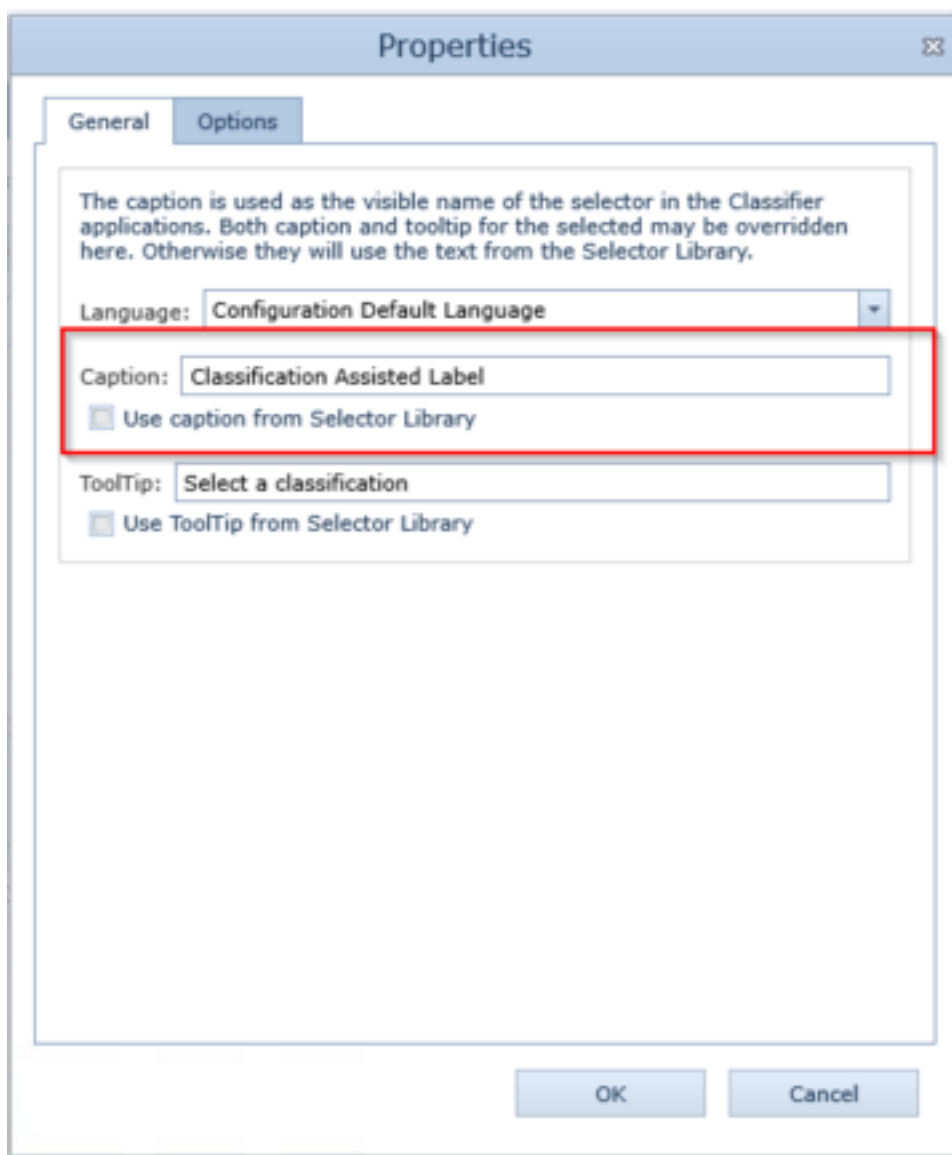 Properties
General Options
The caption is used as the visible name of the selector in the Classifier
applications. Both caption and tooltip for the selected may be overridden
here. Otherwise they will use the text from the Selector Library.
Language: Configuration Default Language
Caption: Classification Assisted Label
Use caption from Selector Library
ToolTip: Select a classification
Use ToolTip from Selector Library
OK Cancel